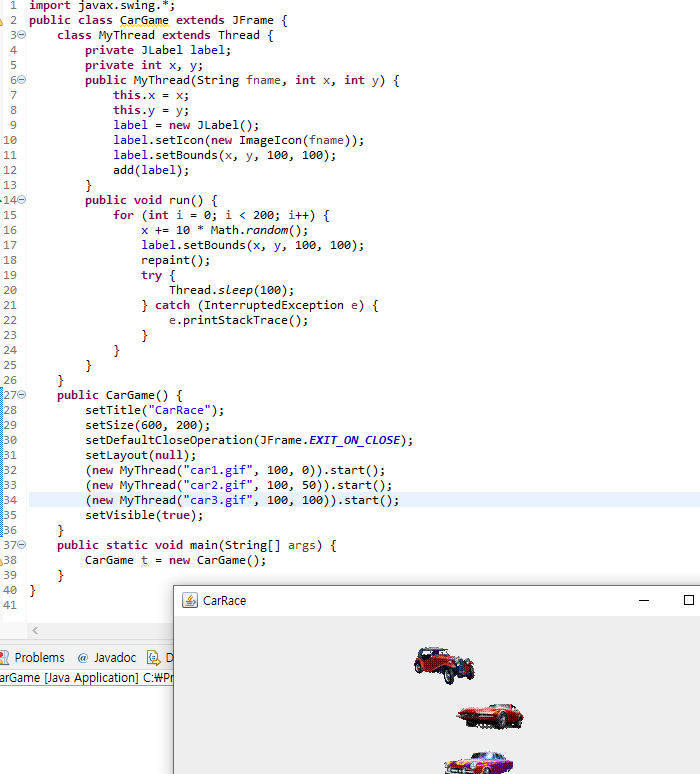 1 import javax.swing.*;
2 public class CarGame extends JFrame {
3 class MyThread extends Thread {
4 private JLabel label;
5 private int x, y;
6 public MyThread(String fname, int x, int y) {
7 this.x = x;
8 this.y = y;
9 label = new JLabel();
10 label.setIcon(new ImageIcon(fname));
11 label.setBounds(x, y, 100, 100);
12 add(label);
13 }
14 public void run() {
15 for (int i = 0; i < 200; i++) {
16 x += 10 * Math.random();
17 label.setBounds(x, y, 100, 100);
18 repaint();
19 try {
20 Thread.sleep(100);
21 } catch (InterruptedException e) {
22 e.printStackTrace();
23 }
24 }
25 }
26 }
27 public CarGame() {
28 setTitle("CarRace");
29 setSize(600, 200);
30 setDefaultCloseOperation(JFrame.EXIT_ON_CLOSE);
31 setLayout(null);
32 (new MyThread("car1.gif", 100, 0)).start();
33 (new MyThread("car2.gif", 100, 50)).start();
34 (new MyThread("car3.gif", 100, 100)).start();
35 setVisible(true);
36 }
37 public static void main(String[] args) {
38 CarGame t = new CarGame();
39 }
40 }
41
CarRace
Problems @ Javadoc D
arGame [Java Application] C:₩Pr